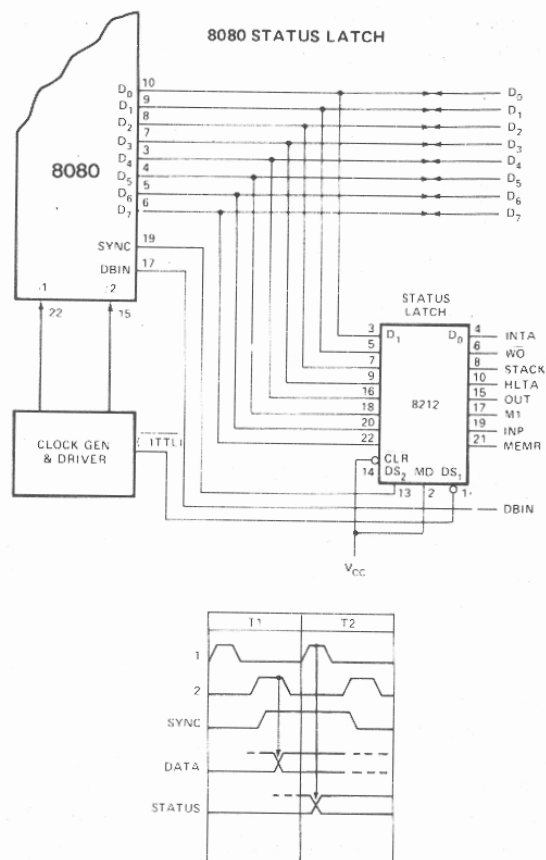 8080 STATUS LATCH
8080
D0 10
D1 9
D2 8
D3 7
D4 3
D5 4
D6 5
D7 6
SYNC 19
DBIN 17
1 2
22 15
D0
D1
D2
D3
D4
D5
D6
D7
CLOCK GEN
& DRIVER
(TTL)
STATUS
LATCH
8212
D1 D0
3
5
7
9
16
18
20
22
4 INTA
6 W̅O̅
8 STACK
10 HLTA
15 OUT
17 M1
19 INP
21 MEMR
CLR
14 DS2 MD DS1
13 2 1
DBIN
VCC
T1 T2
1
2
SYNC
DATA
STATUS